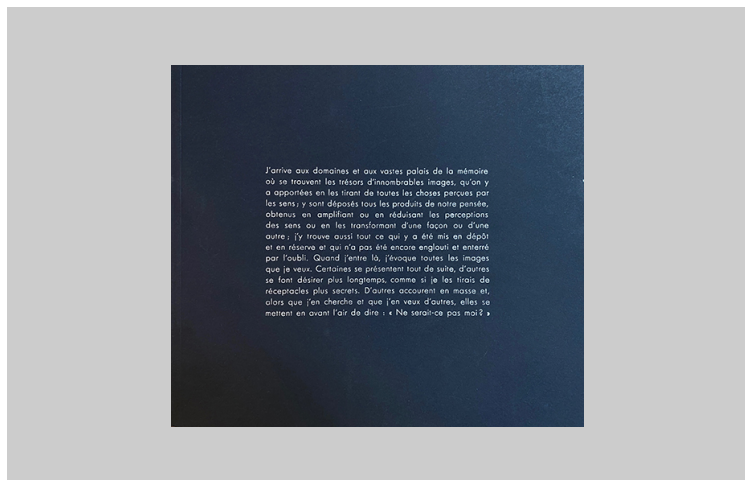 J'arrive aux domaines et aux vastes palais de la mémoire
où se trouvent les trésors d'innombrables images, qu'on y
a apportées en les tirant de toutes les choses perçues par
les sens ; y sont déposés tous les produits de notre pensée,
obtenus en amplifiant ou en réduisant les perceptions
des sens ou en les transformant d'une façon ou d'une
autre ; j'y trouve aussi tout ce qui y a été mis en dépôt
et en réserve et qui n'a pas été encore englouti et enterré
par l'oubli. Quand j'entre là, j'évoque toutes les images
que je veux. Certaines se présentent tout de suite, d'autres
se font désirer plus longtemps, comme si je les tirais de
réceptacles plus secrets. D'autres accourent en masse et,
alors que j'en cherche et que j'en veux d'autres, elles se
mettent en avant l'air de dire : « Ne serait-ce pas moi ? »